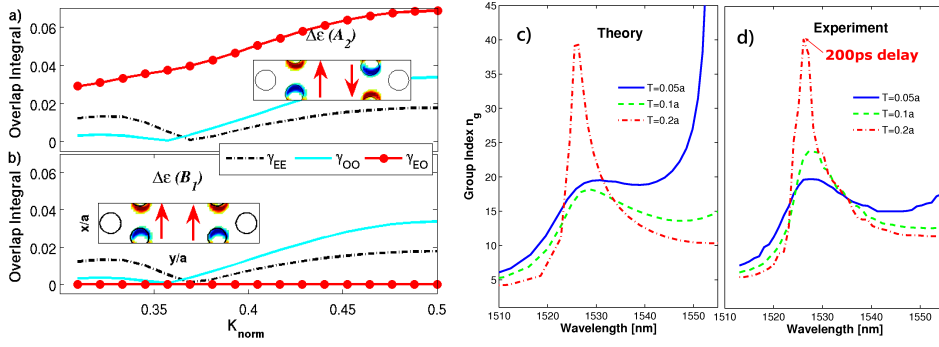 a)
Overlap Integral
0.06
0.04
0.02
0
Δε (A2)
b)
Overlap Integral
0.06
0.04
0.02
0
γEE
γOO
γEO
Δε (B1)
x/a
y/a
0.35
0.4
0.45
0.5
Knorm
c)
Theory
Group Index ng
45
40
35
30
25
20
15
10
5
T=0.05a
T=0.1a
T=0.2a
1510
1520
1530
1540
1550
Wavelength [nm]
d)
Experiment
200ps delay
T=0.05a
T=0.1a
T=0.2a
1510
1520
1530
1540
1550
Wavelength [nm]